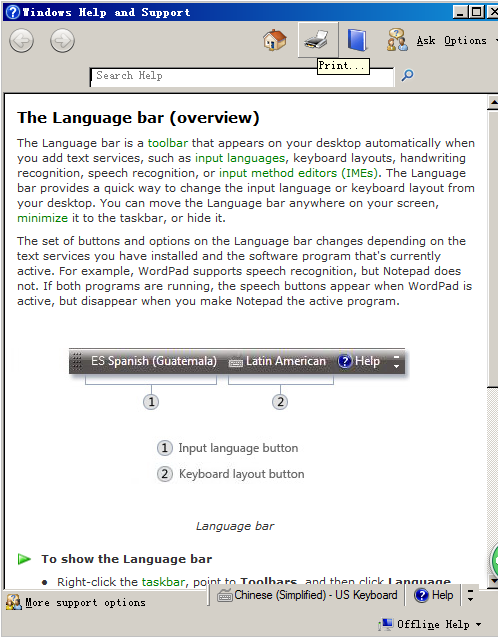 Windows Help and Support
Ask Options
Print...
Search Help
The Language bar (overview)
The Language bar is a toolbar that appears on your desktop automatically when
you add text services, such as input languages, keyboard layouts, handwriting
recognition, speech recognition, or input method editors (IMEs). The Language
bar provides a quick way to change the input language or keyboard layout from
your desktop. You can move the Language bar anywhere on your screen,
minimize it to the taskbar, or hide it.
The set of buttons and options on the Language bar changes depending on the
text services you have installed and the software program that's currently
active. For example, WordPad supports speech recognition, but Notepad does
not. If both programs are running, the speech buttons appear when WordPad is
active, but disappear when you make Notepad the active program.
ES Spanish (Guatemala) Latin American ? Help
1 2
1 Input language button
2 Keyboard layout button
Language bar
To show the Language bar
• Right-click the taskbar, point to Toolbars, and then click Language
Chinese (Simplified) - US Keyboard ? Help
More support options
Offline Help